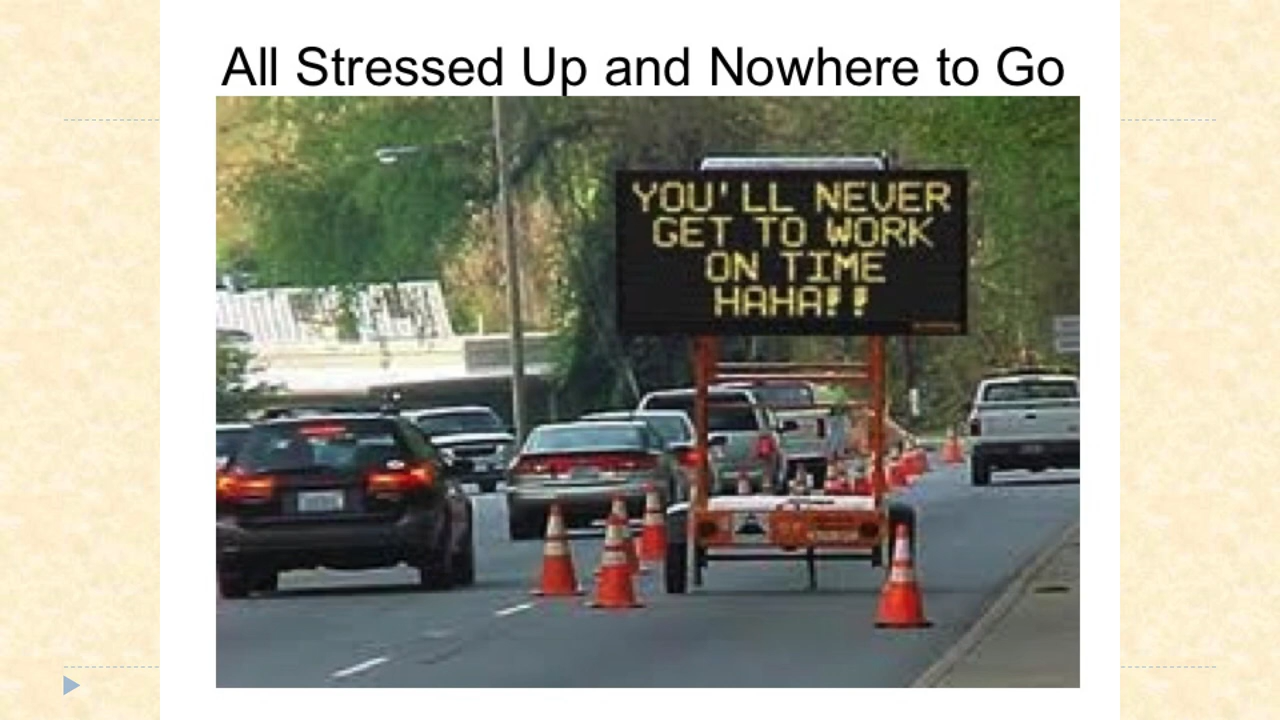 All Stressed Up and Nowhere to Go
YOU'LL NEVER
GET TO WORK
ON TIME
HAHA!!